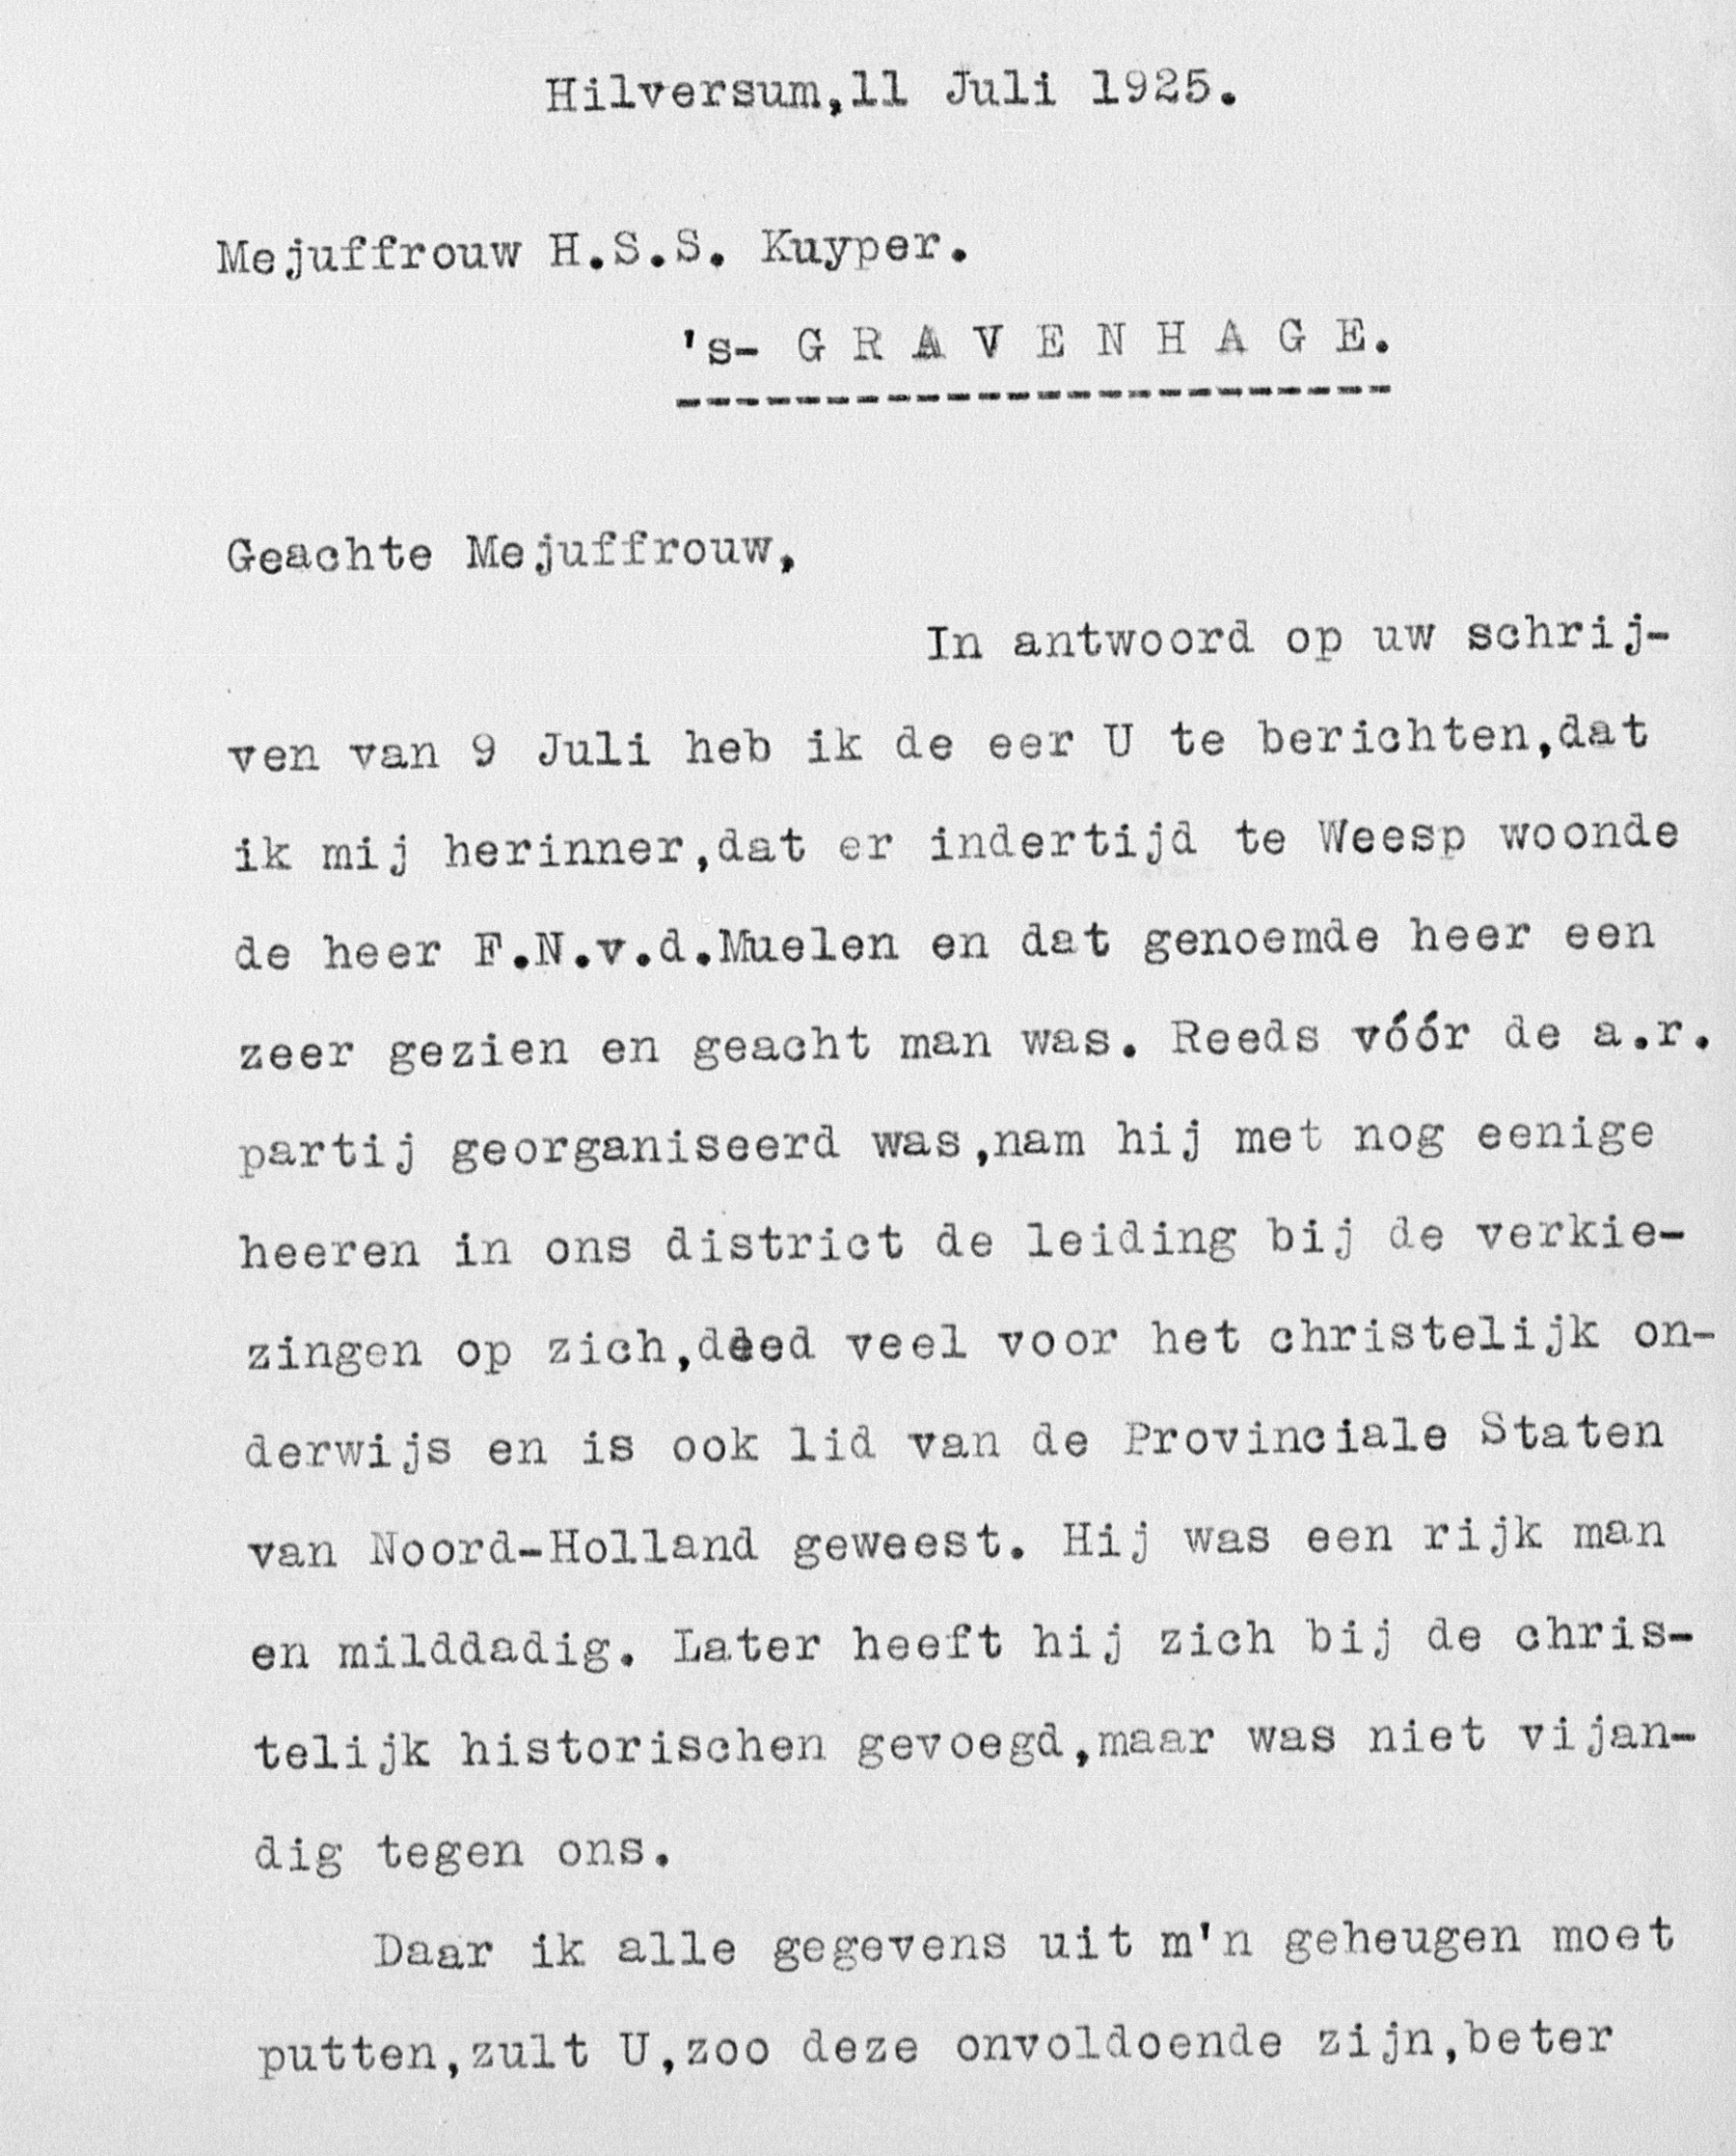 Hilversum,11 Juli 1925.
Mejuffrouw H.S.S. Kuyper.
's- G R A V E N H A G E.
------------------------
Geachte Mejuffrouw,
In antwoord op uw schrij-
ven van 9 Juli heb ik de eer U te berichten,dat
ik mij herinner,dat er indertijd te Weesp woonde
de heer F.N.v.d.Muelen en dat genoemde heer een
zeer gezien en geacht man was. Reeds vóór de a.r.
partij georganiseerd was,nam hij met nog eenige
heeren in ons district de leiding bij de verkie-
zingen op zich,deed veel voor het christelijk on-
derwijs en is ook lid van de Provinciale Staten
van Noord-Holland geweest. Hij was een rijk man
en milddadig. Later heeft hij zich bij de chris-
telijk historischen gevoegd,maar was niet vijan-
dig tegen ons.
Daar ik alle gegevens uit m'n geheugen moet
putten,zult U,zoo deze onvoldoende zijn,beter